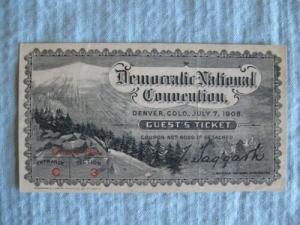 Democratic National
Convention.
DENVER, COLO., JULY 7, 1908.
GUEST'S TICKET
COUPON NOT GOOD IF DETACHED
Taggart
ENTRANCE SECTION
C 3